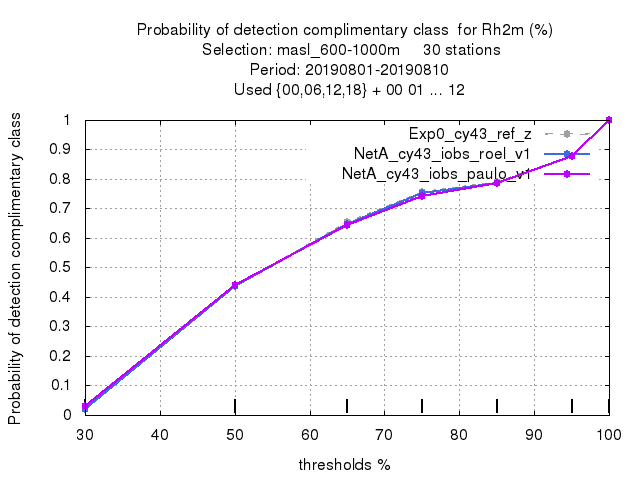 Probability of detection complimentary class  for Rh2m (%)
Selection: masl_600-1000m     30 stations
Period: 20190801-20190810
Used {00,06,12,18} + 00 01 ... 12
Probability of detection complimentary class
Exp0_cy43_ref_z
NetA_cy43_iobs_roel_v1
NetA_cy43_iobs_paulo_v1
1
0.9
0.8
0.7
0.6
0.5
0.4
0.3
0.2
0.1
0
30 40 50 60 70 80 90 100
thresholds %